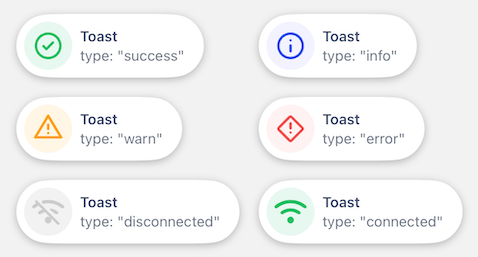 Toast
type: "success"
Toast
type: "info"
Toast
type: "warn"
Toast
type: "error"
Toast
type: "disconnected"
Toast
type: "connected"